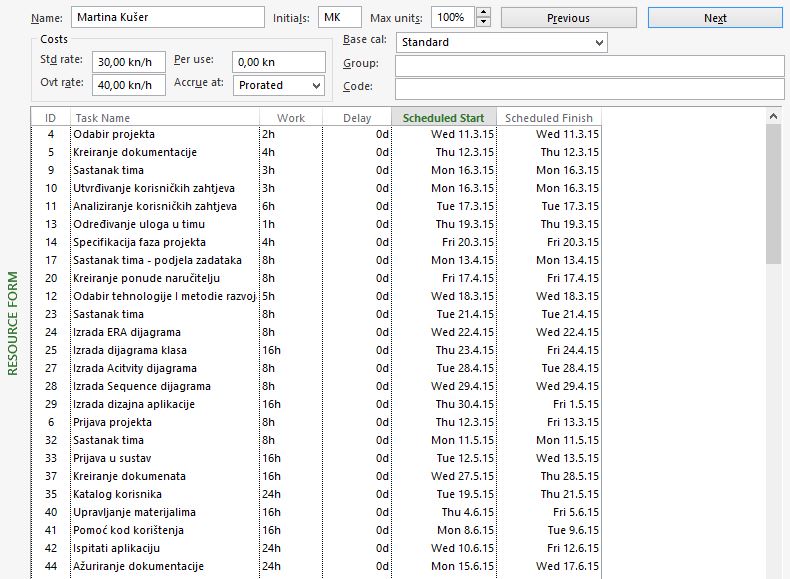 Name: Martina Kušer Initials: MK Max units: 100% Previous Next
Costs
Std rate: 30,00 kn/h Per use: 0,00 kn
Ovt rate: 40,00 kn/h Accrue at: Prorated
Base cal: Standard
Group:
Code:
RESOURCE FORM
ID Task Name Work Delay Scheduled Start Scheduled Finish
4 Odabir projekta 2h 0d Wed 11.3.15 Wed 11.3.15
5 Kreiranje dokumentacije 4h 0d Thu 12.3.15 Thu 12.3.15
9 Sastanak tima 3h 0d Mon 16.3.15 Mon 16.3.15
10 Utvrđivanje korisničkih zahtjeva 3h 0d Mon 16.3.15 Mon 16.3.15
11 Analiziranje korisničkih zahtjeva 6h 0d Tue 17.3.15 Tue 17.3.15
13 Određivanje uloga u timu 1h 0d Thu 19.3.15 Thu 19.3.15
14 Specifikacija faza projekta 4h 0d Fri 20.3.15 Fri 20.3.15
17 Sastanak tima - podjela zadataka 8h 0d Mon 13.4.15 Mon 13.4.15
20 Kreiranje ponude naručitelju 8h 0d Fri 17.4.15 Fri 17.4.15
12 Odabir tehnologije I metodie razvoj 5h 0d Wed 18.3.15 Wed 18.3.15
23 Sastanak tima 8h 0d Tue 21.4.15 Tue 21.4.15
24 Izrada ERA dijagrama 8h 0d Wed 22.4.15 Wed 22.4.15
25 Izrada dijagrama klasa 16h 0d Thu 23.4.15 Fri 24.4.15
27 Izrada Acitvity dijagrama 8h 0d Tue 28.4.15 Tue 28.4.15
28 Izrada Sequence dijagrama 8h 0d Wed 29.4.15 Wed 29.4.15
29 Izrada dizajna aplikacije 16h 0d Thu 30.4.15 Fri 1.5.15
6 Prijava projekta 8h 0d Thu 12.3.15 Fri 13.3.15
32 Sastanak tima 8h 0d Mon 11.5.15 Mon 11.5.15
33 Prijava u sustav 16h 0d Tue 12.5.15 Wed 13.5.15
37 Kreiranje dokumenata 16h 0d Wed 27.5.15 Thu 28.5.15
35 Katalog korisnika 24h 0d Tue 19.5.15 Thu 21.5.15
40 Upravljanje materijalima 16h 0d Thu 4.6.15 Fri 5.6.15
41 Pomoć kod korištenja 16h 0d Mon 8.6.15 Tue 9.6.15
42 Ispitati aplikaciju 24h 0d Wed 10.6.15 Fri 12.6.15
44 Ažuriranje dokumentacije 24h 0d Mon 15.6.15 Wed 17.6.15